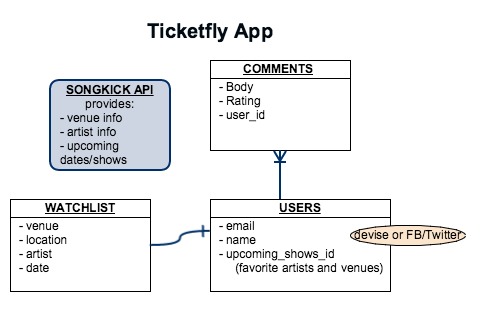 Ticketfly App
COMMENTS
- Body
- Rating
- user_id
SONGKICK API
provides:
- venue info
- artist info
- upcoming
dates/shows
WATCHLIST
- venue
- location
- artist
- date
USERS
- email
- name
- upcoming_shows_id
(favorite artists and venues)
devise or FB/Twitter